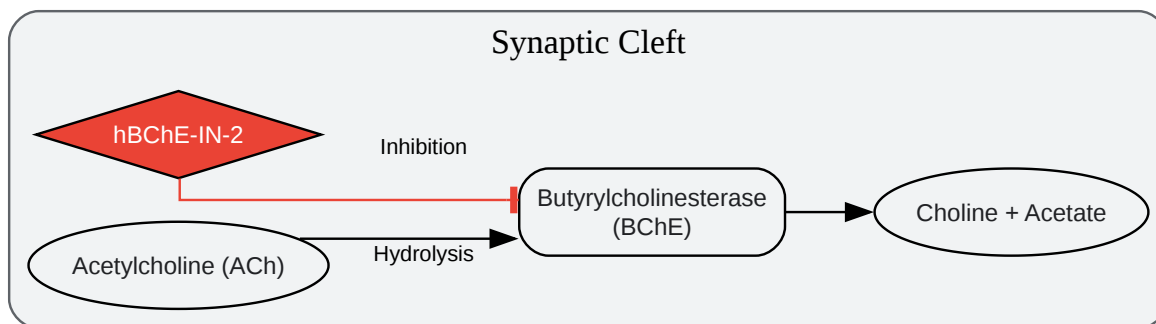 Synaptic Cleft
hBChE-IN-2
Inhibition
Butyrylcholinesterase
(BChE)
Choline + Acetate
Hydrolysis
Acetylcholine (ACh)